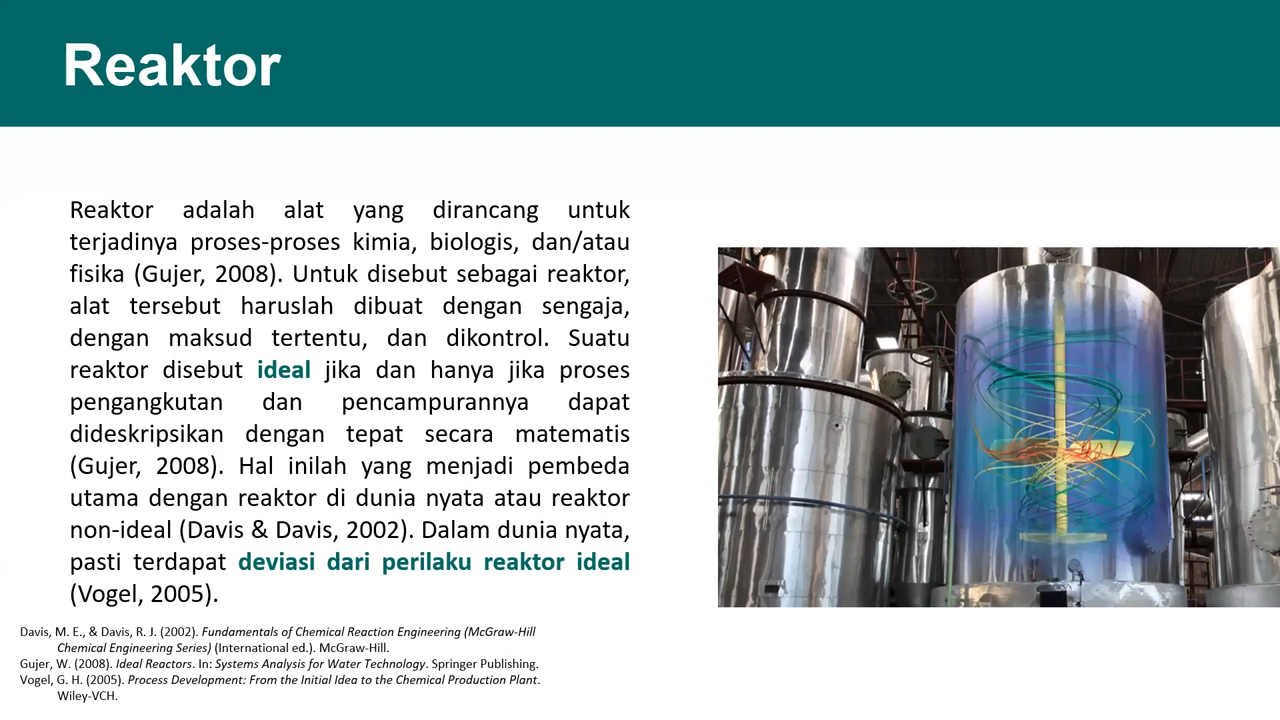 Reaktor
Reaktor adalah alat yang dirancang untuk
terjadinya proses-proses kimia, biologis, dan/atau
fisika (Gujer, 2008). Untuk disebut sebagai reaktor,
alat tersebut haruslah dibuat dengan sengaja,
dengan maksud tertentu, dan dikontrol. Suatu
reaktor disebut ideal jika dan hanya jika proses
pengangkutan dan pencampurannya dapat
dideskripsikan dengan tepat secara matematis
(Gujer, 2008). Hal inilah yang menjadi pembeda
utama dengan reaktor di dunia nyata atau reaktor
non-ideal (Davis & Davis, 2002). Dalam dunia nyata,
pasti terdapat deviasi dari perilaku reaktor ideal
(Vogel, 2005).
Davis, M. E., & Davis, R. J. (2002). Fundamentals of Chemical Reaction Engineering (McGraw-Hill
Chemical Engineering Series) (International ed.). McGraw-Hill.
Gujer, W. (2008). Ideal Reactors. In: Systems Analysis for Water Technology. Springer Publishing.
Vogel, G. H. (2005). Process Development: From the Initial Idea to the Chemical Production Plant.
Wiley-VCH.